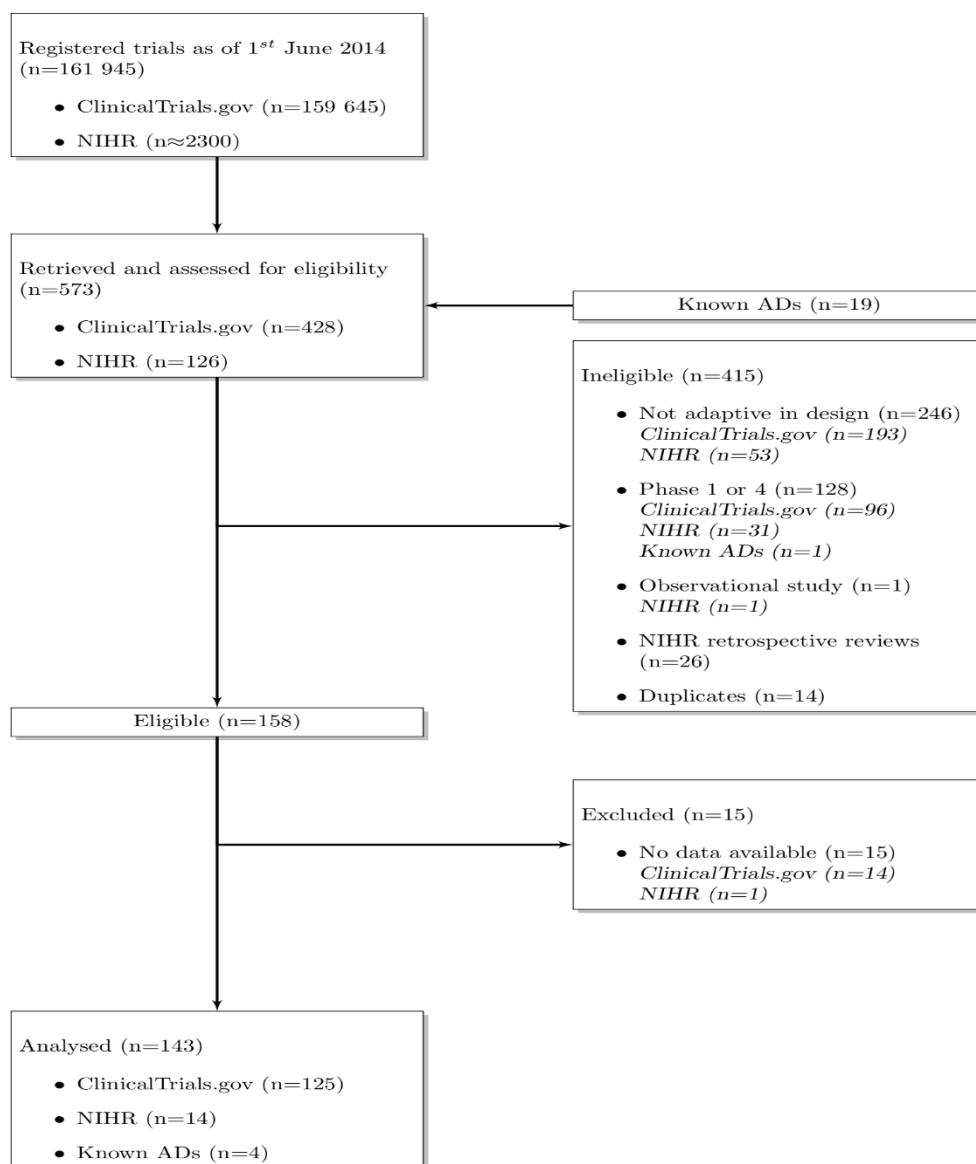 Registered trials as of 1st June 2014
(n=161 945)
• ClinicalTrials.gov (n=159 645)
• NIHR (n≈2300)
Retrieved and assessed for eligibility
(n=573)
• ClinicalTrials.gov (n=428)
• NIHR (n=126)
Known ADs (n=19)
Ineligible (n=415)
• Not adaptive in design (n=246)
ClinicalTrials.gov (n=193)
NIHR (n=53)
• Phase 1 or 4 (n=128)
ClinicalTrials.gov (n=96)
NIHR (n=31)
Known ADs (n=1)
• Observational study (n=1)
NIHR (n=1)
• NIHR retrospective reviews
(n=26)
• Duplicates (n=14)
Eligible (n=158)
Excluded (n=15)
• No data available (n=15)
ClinicalTrials.gov (n=14)
NIHR (n=1)
Analysed (n=143)
• ClinicalTrials.gov (n=125)
• NIHR (n=14)
• Known ADs (n=4)